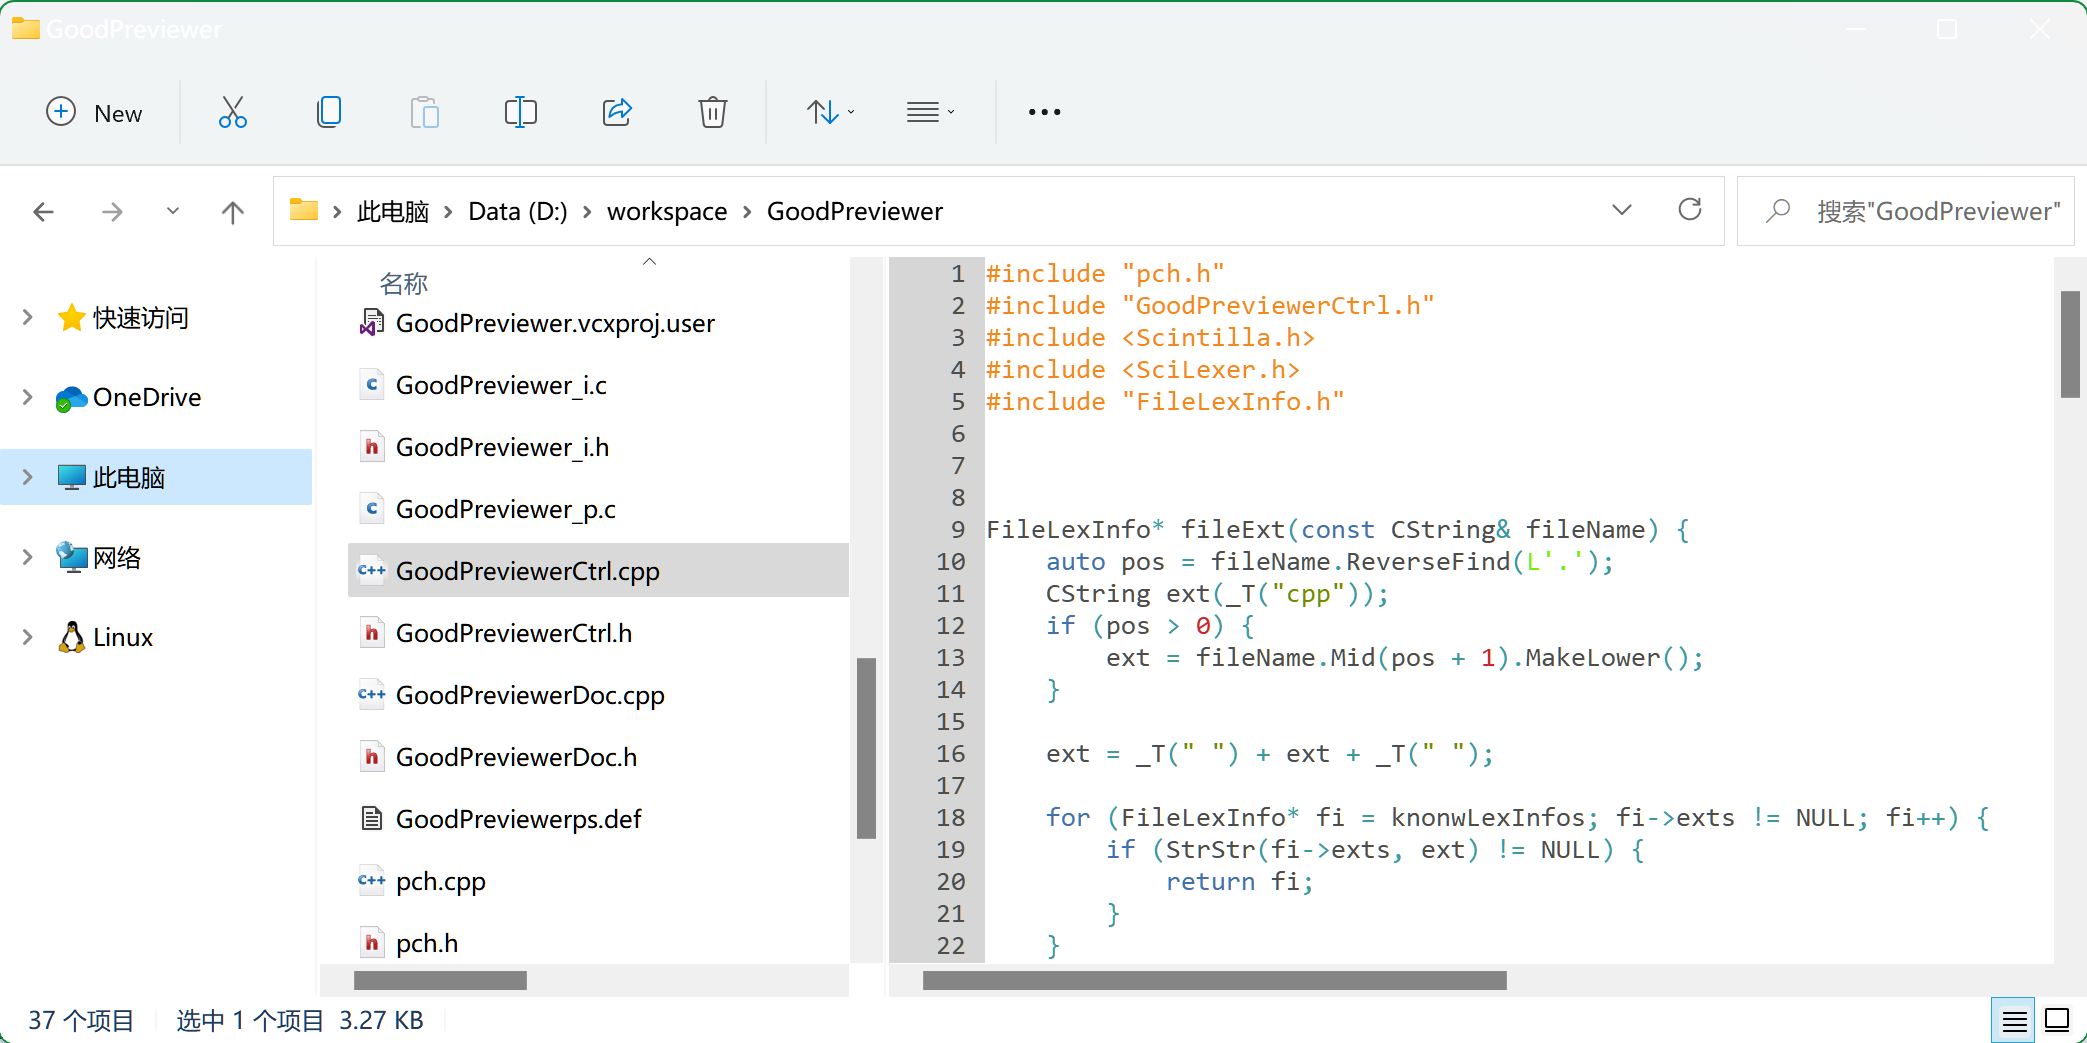 GoodPreviewer
New
此电脑 Data (D:) workspace GoodPreviewer
搜索"GoodPreviewer"
快速访问
OneDrive
此电脑
网络
Linux
名称
GoodPreviewer.vcxproj.user
GoodPreviewer_i.c
GoodPreviewer_i.h
GoodPreviewer_p.c
GoodPreviewerCtrl.cpp
GoodPreviewerCtrl.h
GoodPreviewerDoc.cpp
GoodPreviewerDoc.h
GoodPreviewerps.def
pch.cpp
pch.h
1 #include "pch.h"
2 #include "GoodPreviewerCtrl.h"
3 #include <Scintilla.h>
4 #include <SciLexer.h>
5 #include "FileLexInfo.h"
6
7
8
9 FileLexInfo* fileExt(const CString& fileName) {
10     auto pos = fileName.ReverseFind(L'.');
11     CString ext(_T("cpp"));
12     if (pos > 0) {
13         ext = fileName.Mid(pos + 1).MakeLower();
14     }
15
16     ext = _T(" ") + ext + _T(" ");
17
18     for (FileLexInfo* fi = knonwLexInfos; fi->exts != NULL; fi++) {
19         if (StrStr(fi->exts, ext) != NULL) {
20             return fi;
21         }
22     }
37 个项目 选中 1 个项目 3.27 KB